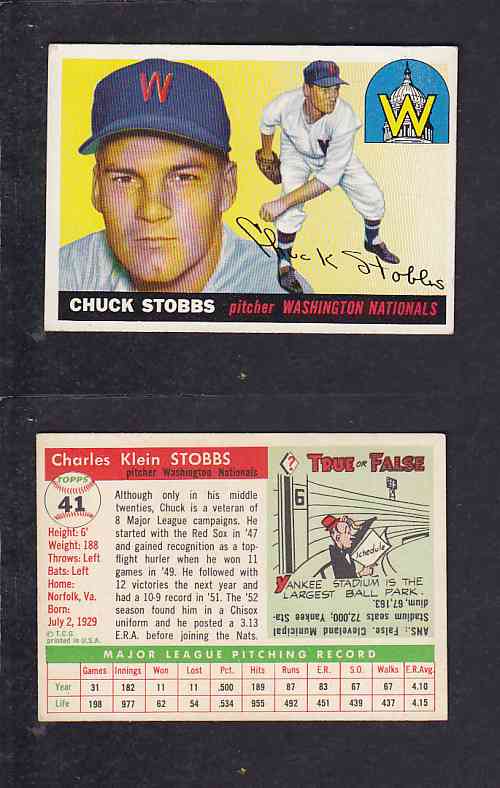 W
W
Chuck Stobbs
CHUCK STOBBS pitcher WASHINGTON NATIONALS
Charles Klein STOBBS
pitcher Washington Nationals
TOPPS
41
Height: 6'
Weight: 188
Throws: Left
Bats: Left
Home:
Norfolk, Va.
Born:
July 2, 1929
© T.C.G.
printed in U.S.A.
Although only in his middle
twenties, Chuck is a veteran of
8 Major League campaigns. He
started with the Red Sox in '47
and gained recognition as a top-
flight hurler when he won 11
games in '49. He followed with
12 victories the next year and
had a 10-9 record in '51. The '52
season found him in a Chisox
uniform and he posted a 3.13
E.R.A. before joining the Nats.
?
TRUE OR FALSE
6
Schedule
YANKEE STADIUM IS THE
LARGEST BALL PARK.
ANS. False. Cleveland Municipal
Stadium seats 72,000, Yankee Sta-
dium, 67,163.
MAJOR LEAGUE PITCHING RECORD
Games Innings Won Lost Pct. Hits Runs E.R. S.O. Walks E.R.Avg.
Year 31 182 11 11 .500 189 87 83 67 67 4.10
Life 198 977 62 54 .534 955 492 451 439 437 4.15